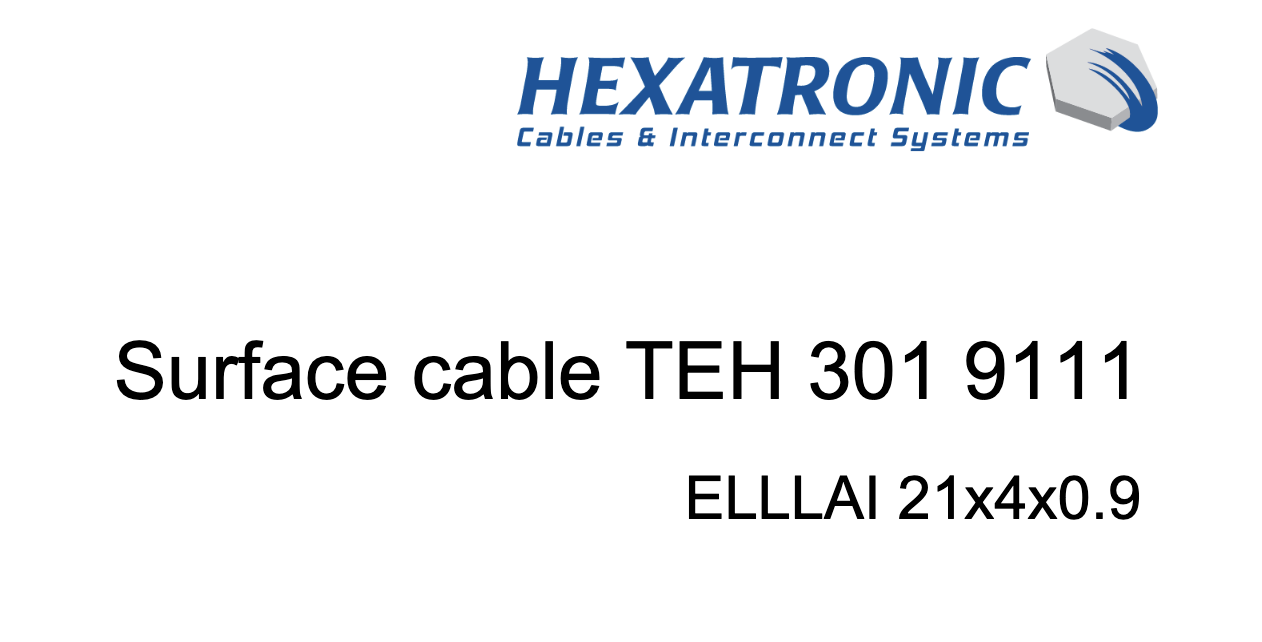 HEXATRONIC
Cables & Interconnect Systems
Surface cable TEH 301 9111
ELLLAI 21x4x0.9